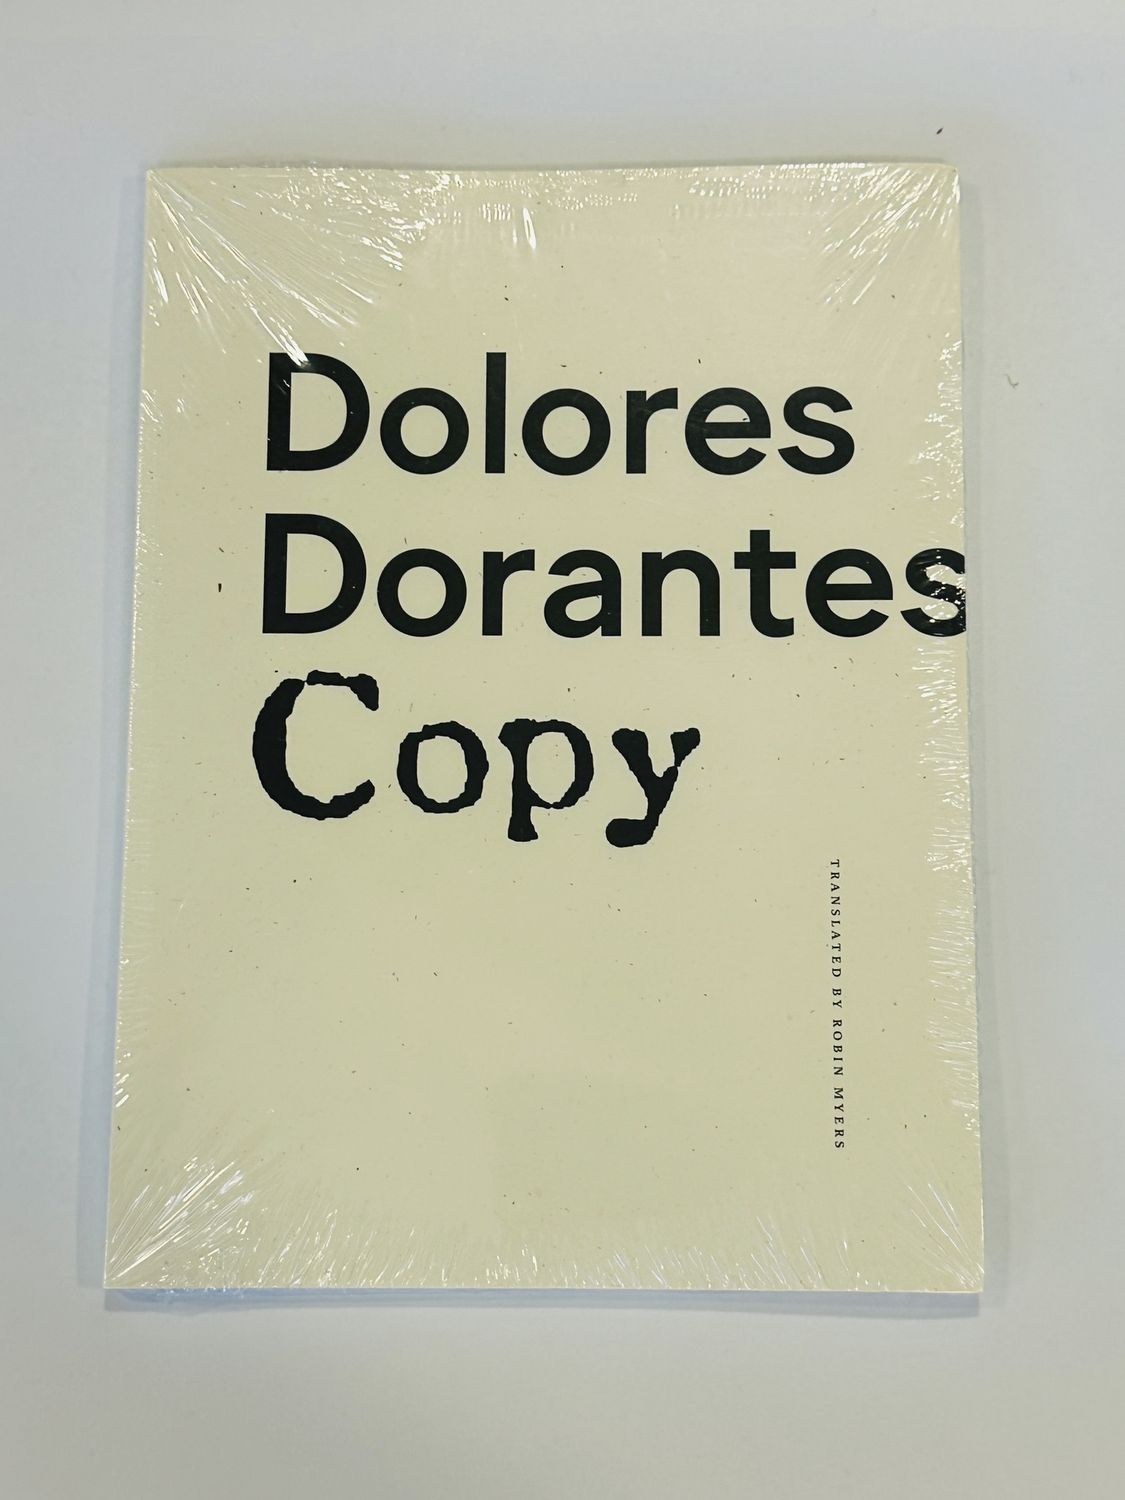 Dolores
Dorantes
Copy
TRANSLATED BY ROBIN MYERS